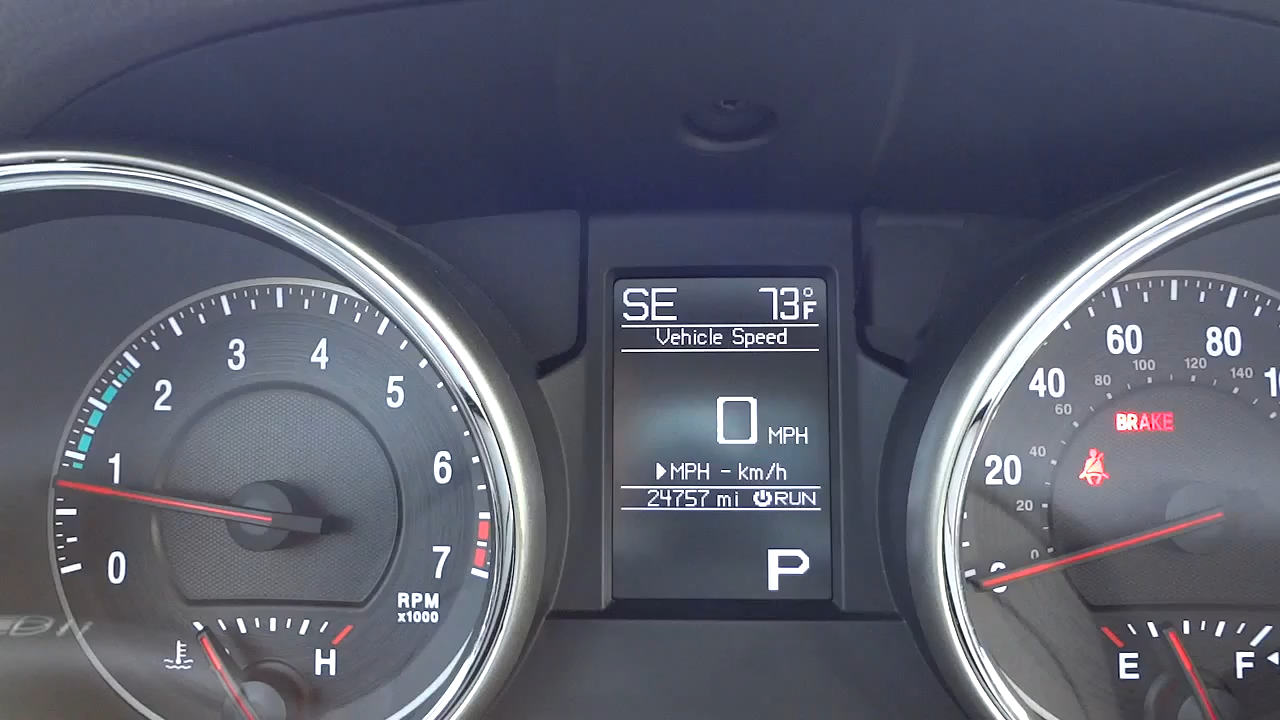 SE 73°F
Vehicle Speed
0 MPH
▶MPH - km/h
24757 mi RUN
P
0
1
2
3
4
5
6
7
RPM
x1000
H
0
20
40
60
80
0
20
40
60
80
100
120
140
BRAKE
E
F